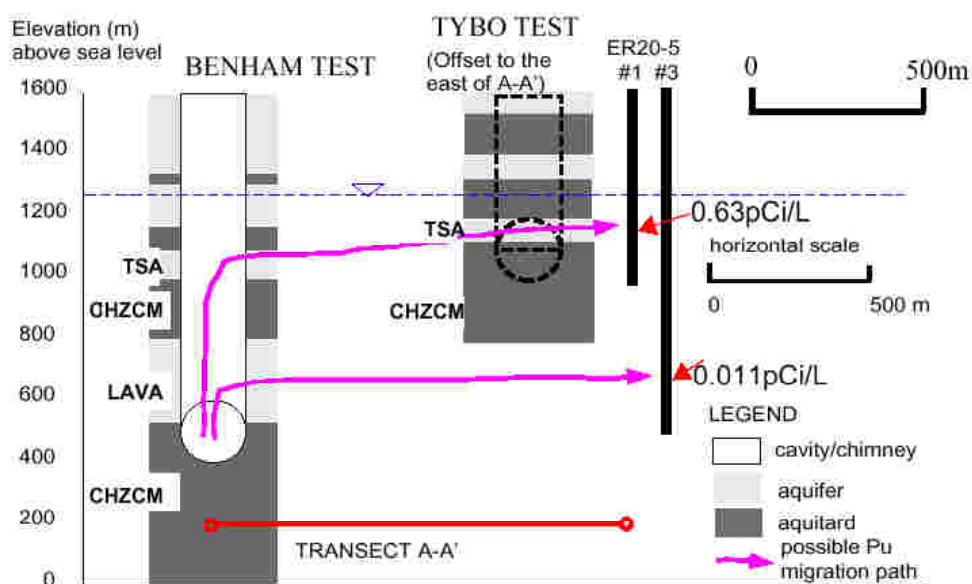 Elevation (m)
above sea level
BENHAM TEST
TYBO TEST
(Offset to the
east of A-A')
ER20-5
#1 #3
0 500m
1600
1400
1200
1000
800
600
400
200
0
TSA
CHZCM
LAVA
CHZCM
TSA
CHZCM
0.63pCi/L
horizontal scale
0 500 m
0.011pCi/L
TRANSECT A-A'
LEGEND
cavity/chimney
aquifer
aquitard
possible Pu
migration path